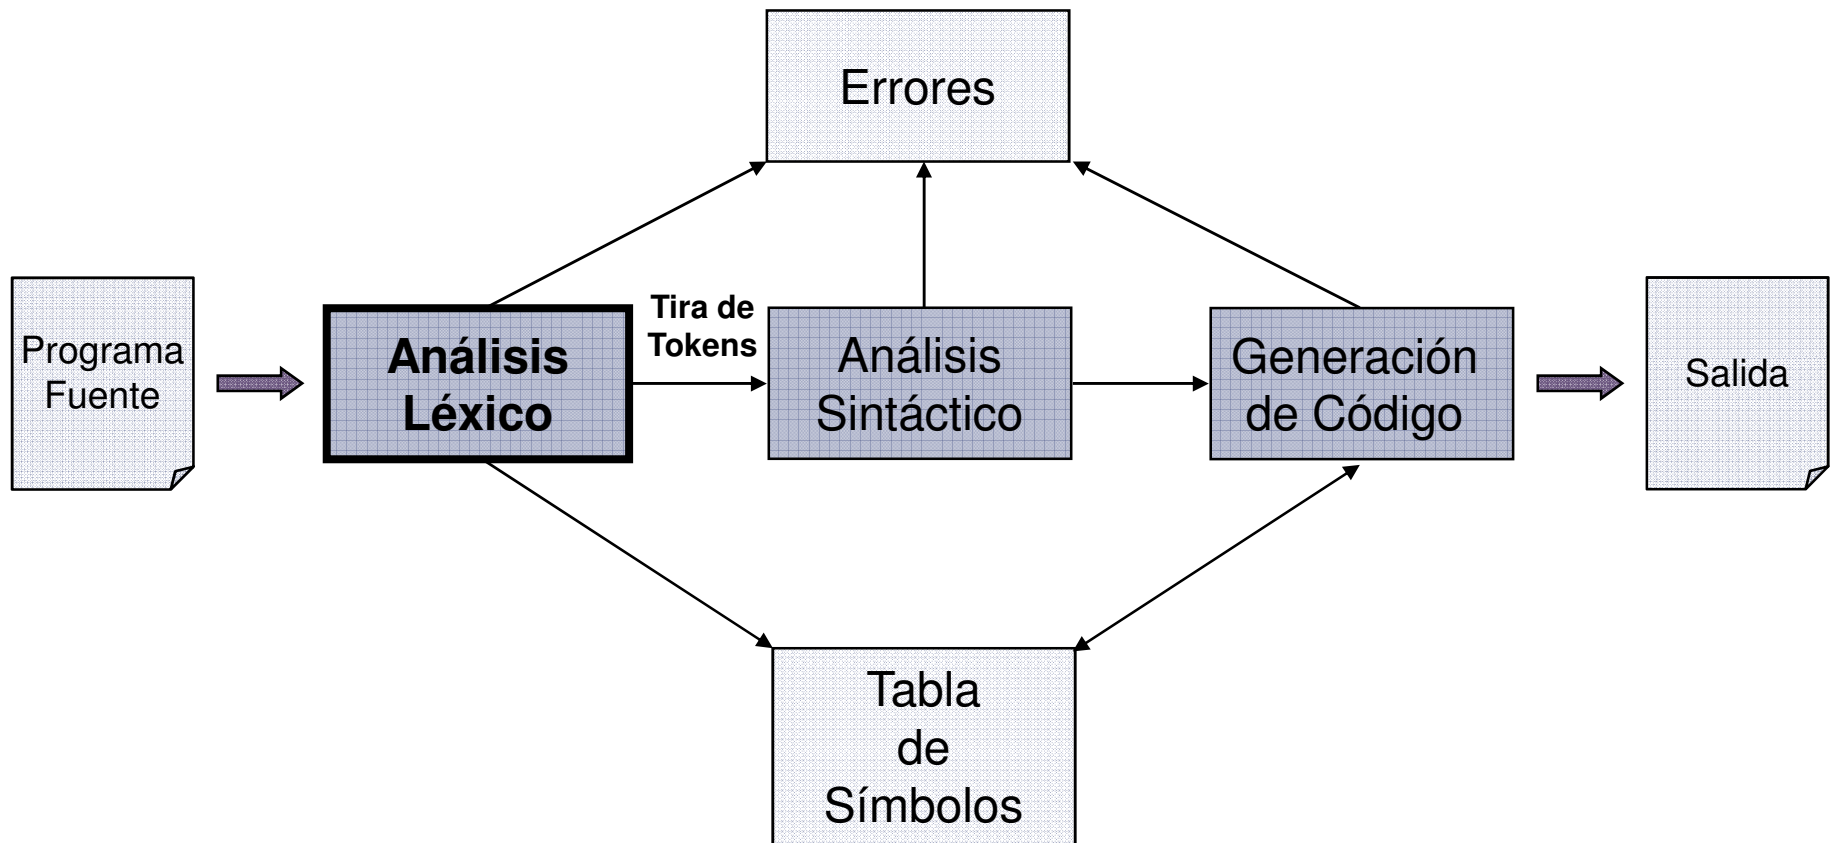 Errores
Programa
Fuente
Análisis
Léxico
Tira de
Tokens
Análisis
Sintáctico
Generación
de Código
Salida
Tabla
de
Símbolos